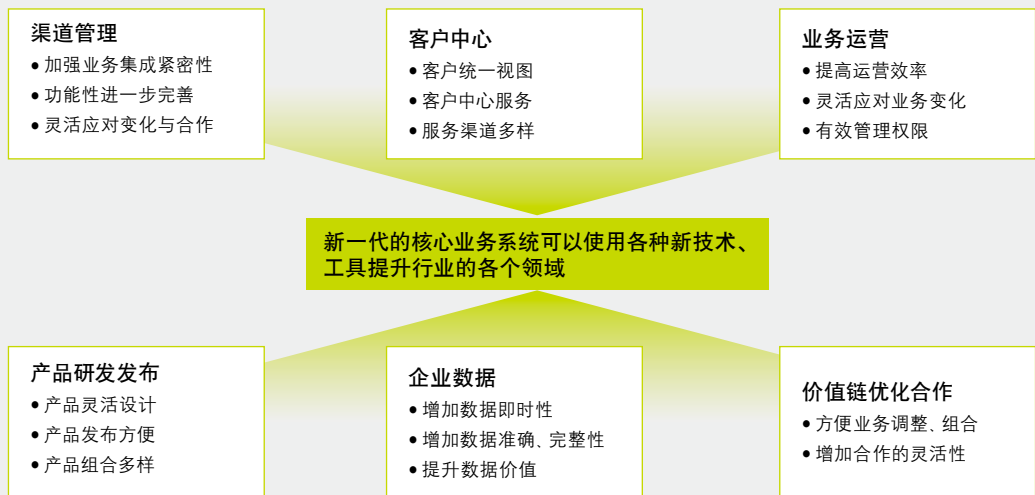 渠道管理
• 加强业务集成紧密性
• 功能性进一步完善
• 灵活应对变化与合作
客户中心
• 客户统一视图
• 客户中心服务
• 服务渠道多样
业务运营
• 提高运营效率
• 灵活应对业务变化
• 有效管理权限
新一代的核心业务系统可以使用各种新技术、
工具提升行业的各个领域
产品研发发布
• 产品灵活设计
• 产品发布方便
• 产品组合多样
企业数据
• 增加数据即时性
• 增加数据准确、完整性
• 提升数据价值
价值链优化合作
• 方便业务调整、组合
• 增加合作的灵活性